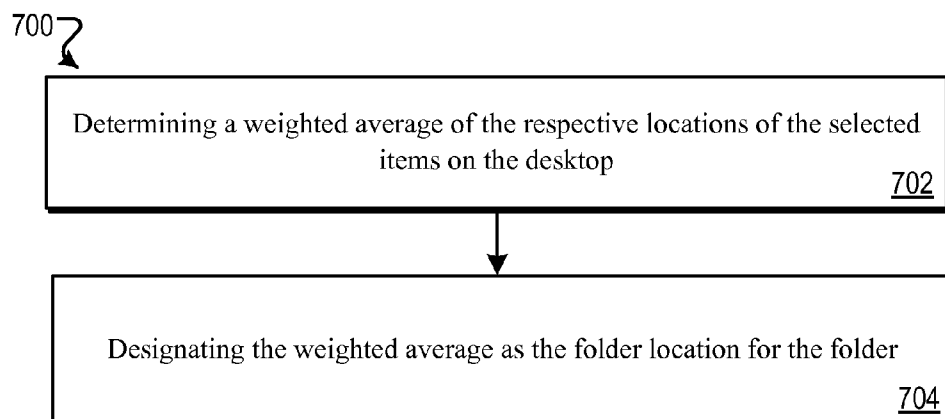 700
Determining a weighted average of the respective locations of the selected
items on the desktop
702
Designating the weighted average as the folder location for the folder
704